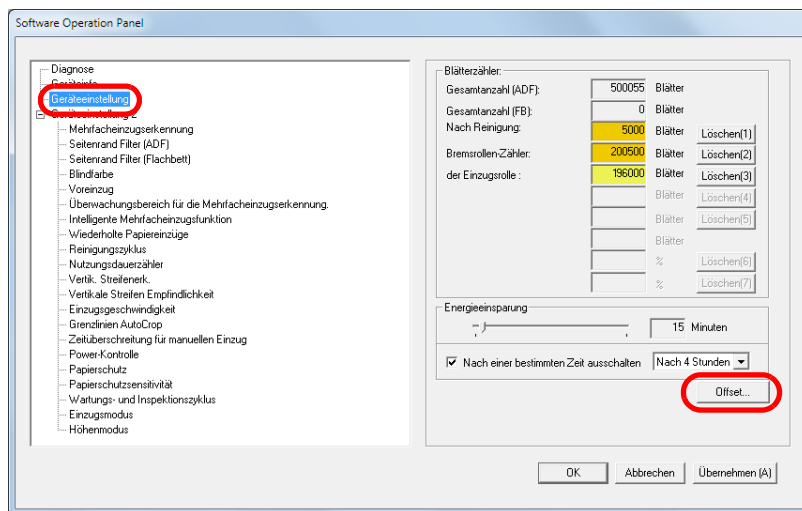 Software Operation Panel
Diagnose
Geräteinfo
Geräteeinstellung
Geräteeinstellung 2
Mehrfacheinzugserkennung
Seitenrand Filter (ADF)
Seitenrand Filter (Flachbett)
Blindfarbe
Voreinzug
Überwachungsbereich für die Mehrfacheinzugserkennung.
Intelligente Mehrfacheinzugsfunktion
Wiederholte Papiereinzüge
Reinigungszyklus
Nutzungsdauerzähler
Vertik. Streifenerk.
Vertikale Streifen Empfindlichkeit
Einzugsgeschwindigkeit
Grenzlinien AutoCrop
Zeitüberschreitung für manuellen Einzug
Power-Kontrolle
Papierschutz
Papierschutzsensitivität
Wartungs- und Inspektionszyklus
Einzugsmodus
Höhenmodus
Blätterzähler:
Gesamtanzahl (ADF): 500055 Blätter
Gesamtanzahl (FB): 0 Blätter
Nach Reinigung: 5000 Blätter Löschen(1)
Bremsrollen-Zähler: 200500 Blätter Löschen(2)
der Einzugsrolle : 196000 Blätter Löschen(3)
Blätter Löschen(4)
Blätter Löschen(5)
Blätter
% Löschen(6)
% Löschen(7)
Energieeinsparung
15 Minuten
Nach einer bestimmten Zeit ausschalten Nach 4 Stunden
Offset...
OK Abbrechen Übernehmen (A)